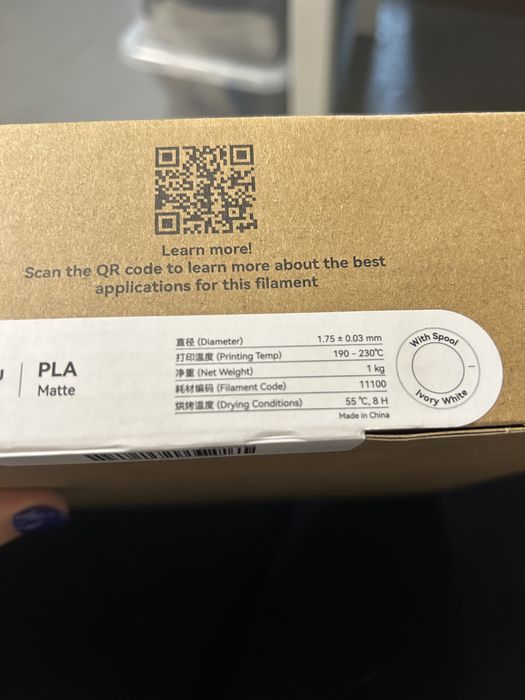 Learn more!
Scan the QR code to learn more about the best
applications for this filament
PLA
Matte
直径 (Diameter) 1.75 ± 0.03 mm
打印温度 (Printing Temp) 190 - 230℃
净重 (Net Weight) 1 kg
耗材编码 (Filament Code) 11100
烘烤温度 (Drying Conditions) 55 ℃, 8 H
Made in China
With Spool
Ivory White